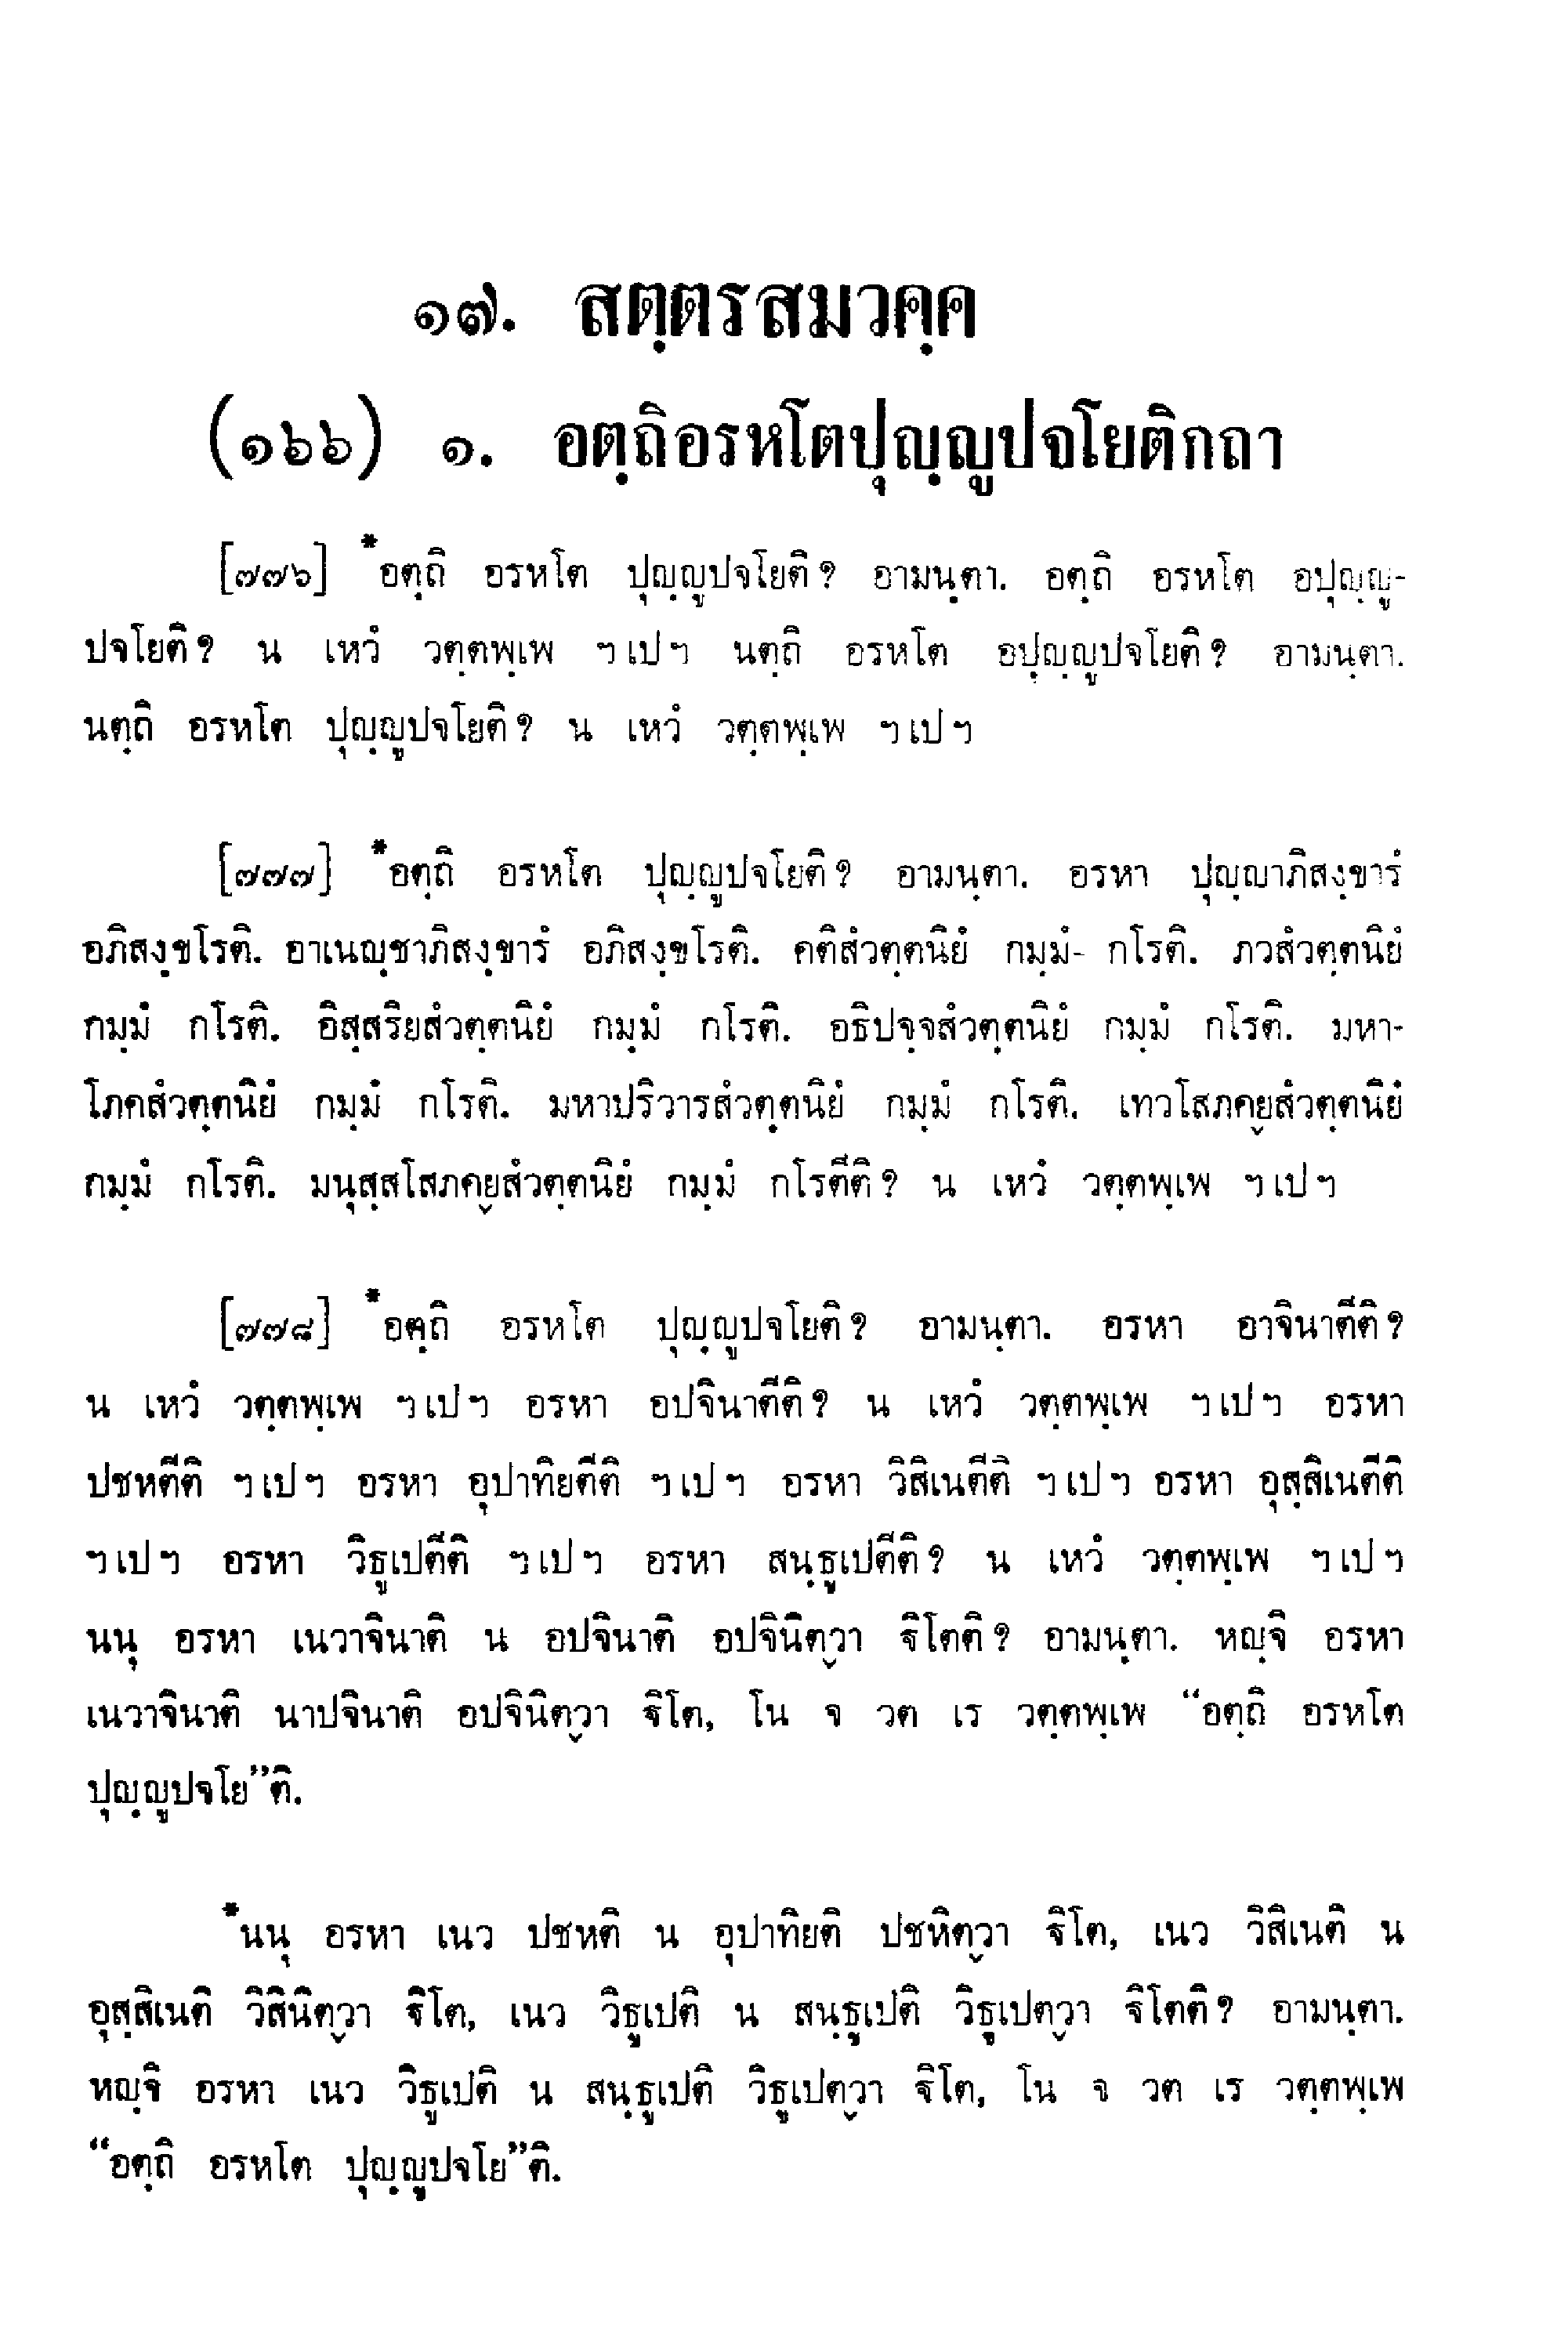 ๑๗. สตฺตรสมวคฺค
(๑๖๖) ๑. อตฺถิอรหโตปุญฺญูปจโยติกถา
[๗๗๖] *อตฺถิ อรหโต ปุญฺญูปจโยติ? อามนฺตา. อตฺถิ อรหโต อปุญฺญู-
ปจโยติ? น เหวํ วตฺตพฺเพ ฯเปฯ นตฺถิ อรหโต อปุญฺญูปจโยติ? อามนฺตา.
นตฺถิ อรหโต ปุญฺญูปจโยติ? น เหวํ วตฺตพฺเพ ฯเปฯ
[๗๗๗] *อตฺถิ อรหโต ปุญฺญูปจโยติ? อามนฺตา. อรหา ปุญฺญาภิสงฺขารํ
อภิสงฺขโรติ. อาเนญฺชาภิสงฺขารํ อภิสงฺขโรติ. คติสํวตฺตนิยํ กมฺมํ- กโรติ. ภวสํวตฺตนิยํ
กมฺมํ กโรติ. อิสฺสริยสํวตฺตนิยํ กมฺมํ กโรติ. อธิปจฺจสํวตฺตนิยํ กมฺมํ กโรติ. มหา-
โภคสํวตฺตนิยํ กมฺมํ กโรติ. มหาปริวารสํวตฺตนิยํ กมฺมํ กโรติ. เทวโสภคฺยสํวตฺตนิยํ
กมฺมํ กโรติ. มนุสฺสโสภคฺยสํวตฺตนิยํ กมฺมํ กโรตีติ? น เหวํ วตฺตพฺเพ ฯเปฯ
[๗๗๘] *อตฺถิ อรหโต ปุญฺญูปจโยติ? อามนฺตา. อรหา อาจินาตีติ?
น เหวํ วตฺตพฺเพ ฯเปฯ อรหา อปจินาตีติ? น เหวํ วตฺตพฺเพ ฯเปฯ อรหา
ปชหตีติ ฯเปฯ อรหา อุปาทิยตีติ ฯเปฯ อรหา วิสิเนตีติ ฯเปฯ อรหา อุสฺสิเนตีติ
ฯเปฯ อรหา วิธูเปตีติ ฯเปฯ อรหา สนฺธูเปตีติ? น เหวํ วตฺตพฺเพ ฯเปฯ
นนุ อรหา เนวาจินาติ น อปจินาติ อปจินิตฺวา ฐิโตติ? อามนฺตา. หญฺจิ อรหา
เนวาจินาติ นาปจินาติ อปจินิตฺวา ฐิโต, โน จ วต เร วตฺตพฺเพ “อตฺถิ อรหโต
ปุญฺญูปจโย”ติ.
*นนุ อรหา เนว ปชหติ น อุปาทิยติ ปชหิตฺวา ฐิโต, เนว วิสิเนติ น
อุสฺสิเนติ วิสินิตฺวา ฐิโต, เนว วิธูเปติ น สนฺธูเปติ วิธูเปตฺวา ฐิโตติ? อามนฺตา.
หญฺจิ อรหา เนว วิธูเปติ น สนฺธูเปติ วิธูเปตฺวา ฐิโต, โน จ วต เร วตฺตพฺเพ
“อตฺถิ อรหโต ปุญฺญูปจโย”ติ.